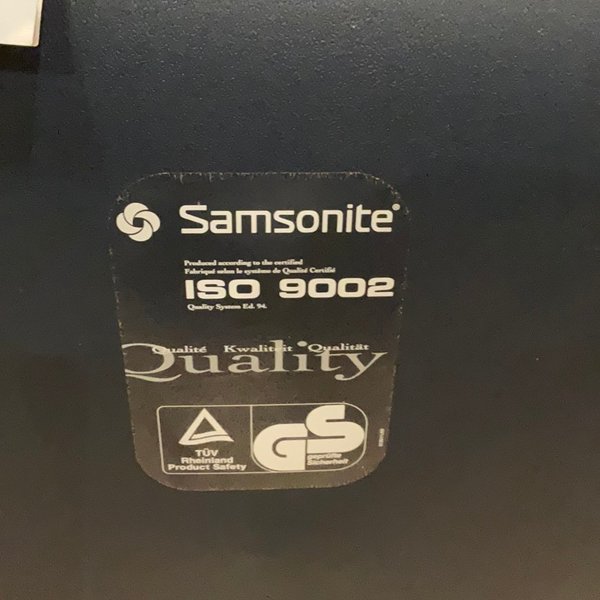 Samsonite®
Produced according to the certified
Fabriqué selon le système de Qualité Certifié
ISO 9002
Quality System Ed. 94.
Qualité Kwaliteit Qualität
Quality
TÜV
Rheinland
Product Safety
GS
geprüfte
Sicherheit